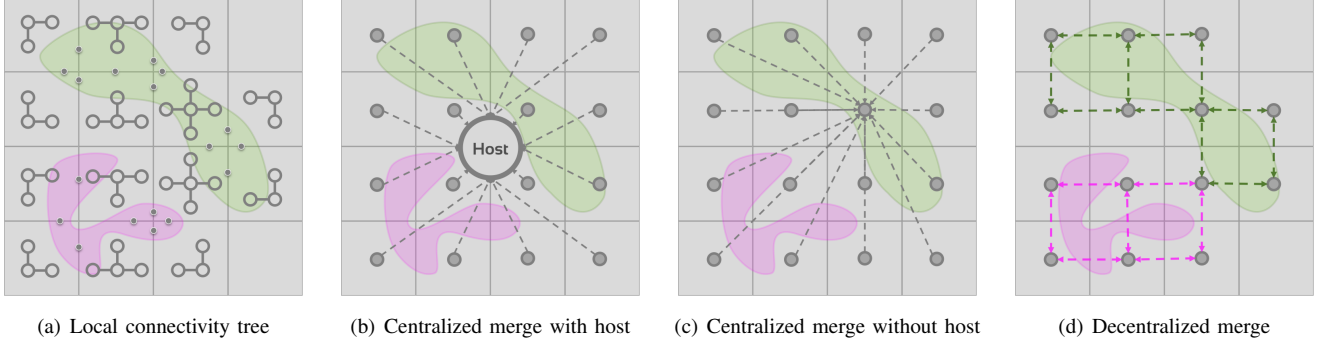 Host
(a) Local connectivity tree
(b) Centralized merge with host
(c) Centralized merge without host
(d) Decentralized merge